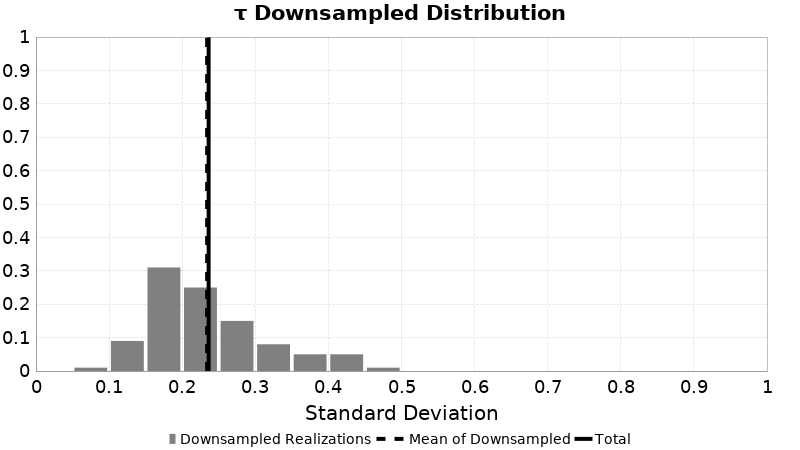 τ Downsampled Distribution
1
0.9
0.8
0.7
0.6
0.5
0.4
0.3
0.2
0.1
0
0 0.1 0.2 0.3 0.4 0.5 0.6 0.7 0.8 0.9 1
Standard Deviation
Downsampled Realizations Mean of Downsampled Total